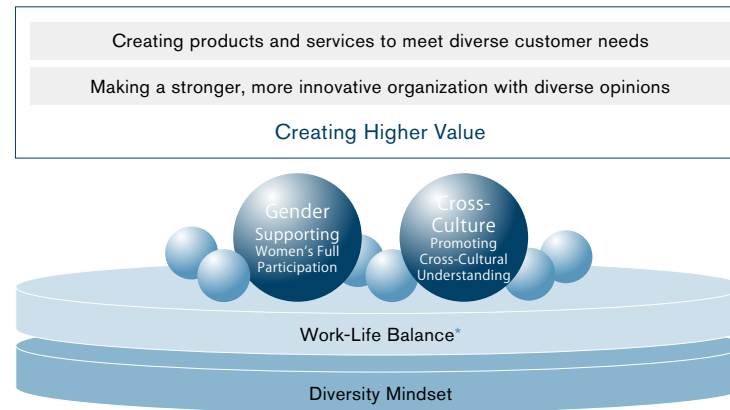 Creating products and services to meet diverse customer needs
Making a stronger, more innovative organization with diverse opinions
Creating Higher Value
Gender
Supporting
Women's Full
Participation
Cross-
Culture
Promoting
Cross-Cultural
Understanding
Work-Life Balance*
Diversity Mindset